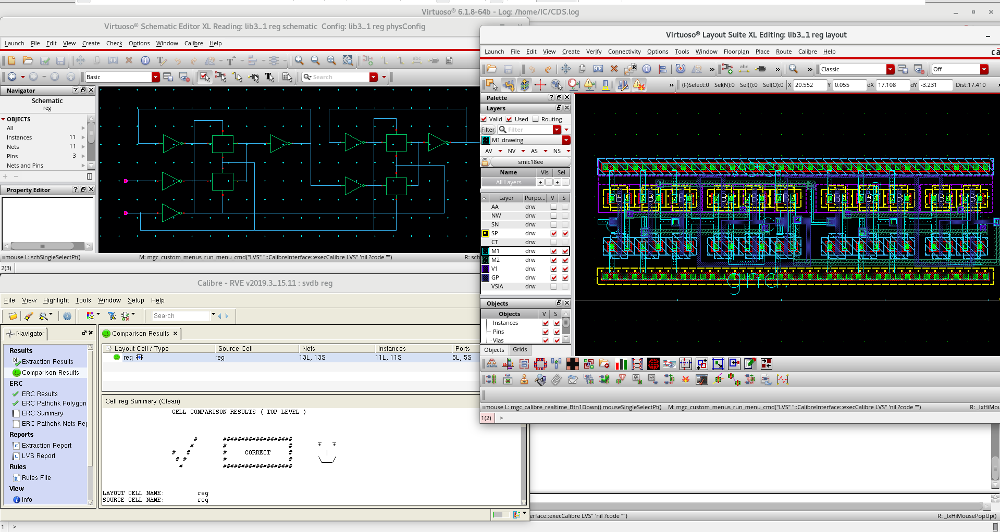 Virtuoso® 6.1.8-64b - Log: /home/IC/CDS.log
Virtuoso® Schematic Editor XL Reading: lib3_1 reg schematic  Config: lib3_1 reg physConfig
Launch File Edit View Create Check Options Window Calibre Help
Basic
Search
Navigator
Schematic
reg
OBJECTS
All
Instances 11
Nets 11
Pins 3
Nets and Pins
Property Editor
mouse L: schSingleSelectPt() M: mgc_custom_menus_run_menu_cmd("LVS" "::CalibreInterface::execCalibre LVS" 'nil ?code "") R: sch
2(3)
Virtuoso® Layout Suite XL Editing: lib3_1 reg layout
Launch File Edit View Create Verify Connectivity Options Tools Window Floorplan Place Route Calibre Help
Classic
Off
(F)Select:0 Sel(N):0 Sel(I):0 Sel(O):0 X 20.552 Y 0.055 dX 17.108 dY -3.231 Dist:17.410
Palette
Layers
Valid Used Routing
Filter Filter
M1 drawing
AV NV AS NS
smic18ee
Name Vis Sel
All Layers + - + -
Layer Purpo... V S
AA drw
NW drw
SN drw
SP drw
CT drw
M1 drw
M2 drw
V1 drw
GP drw
VSIA drw
Objects
Objects V S
Instances
Pins
Vias
Objects Grids
mouse L: mgc_calibre_realtime_Btn1Down() mouseSingleSelectPt() M: mgc_custom_menus_run_menu_cmd("LVS" "::CalibreInterface::execCalibre LVS" 'nil ?code "") R: _lxHiMou
1(2) >
Calibre - RVE v2019.3_15.11 : svdb reg
File View Highlight Tools Window Setup Help
Search
Navigator
Results
Extraction Results
Comparison Results
ERC
ERC Results
ERC Pathchk Polygon
ERC Summary
ERC Pathchk Nets Rep
Reports
Extraction Report
LVS Report
Rules
Rules File
View
Info
Comparison Results
Layout Cell / Type Source Cell Nets Instances Ports
reg reg 13L, 13S 11L, 11S 5L, 5S
Cell reg Summary (Clean)
CELL COMPARISON RESULTS ( TOP LEVEL )
CORRECT
LAYOUT CELL NAME: reg
SOURCE CELL NAME: reg
erface::execCalibre LVS" 'nil ?code "") R: _lxHiMousePopUp()
1 >